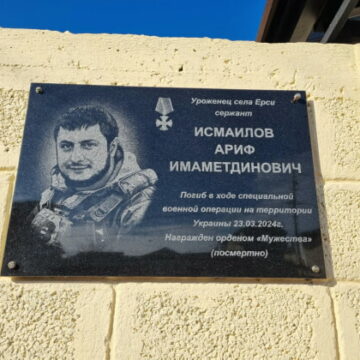 Уроженец села Ерси
сержант
ИСМАИЛОВ
АРИФ
ИМАМЕТДИНОВИЧ
Погиб в ходе специальной
военной операции на территории
Украины 23.03.2024г.
Награжден орденом «Мужества»
(посмертно)